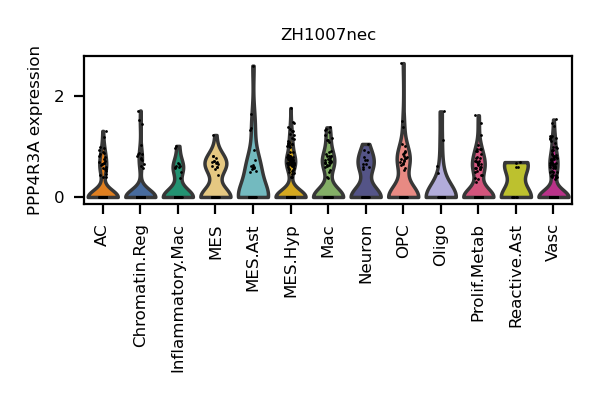 ZH1007nec
PPP4R3A expression
2
0
AC
Chromatin.Reg
Inflammatory.Mac
MES
MES.Ast
MES.Hyp
Mac
Neuron
OPC
Oligo
Prolif.Metab
Reactive.Ast
Vasc